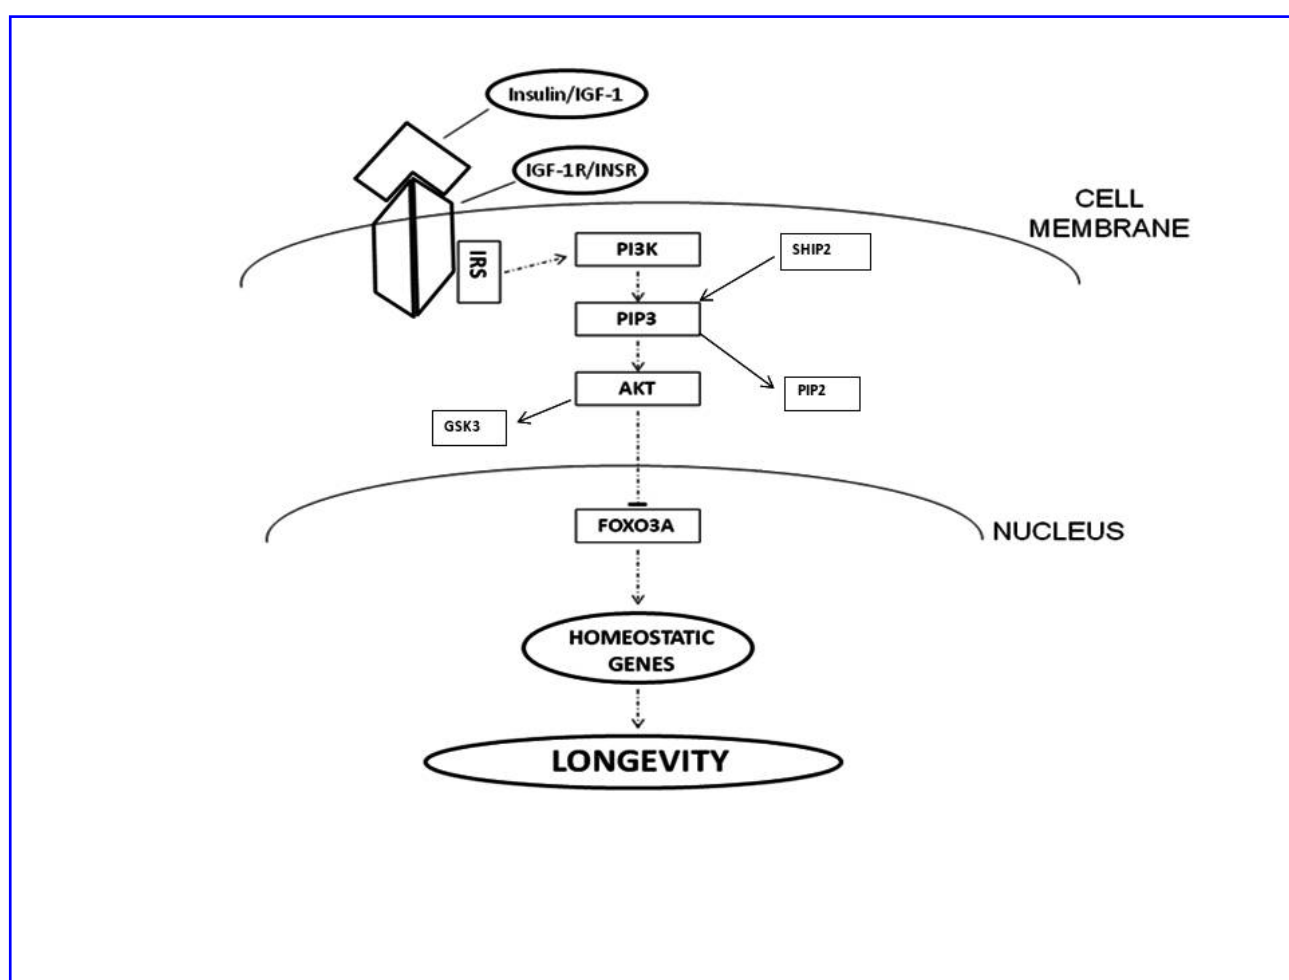 Insulin/IGF-1
IGF-1R/INSR
CELL
MEMBRANE
IRS
PI3K
SHIP2
PIP3
AKT
PIP2
GSK3
FOXO3A
NUCLEUS
HOMEOSTATIC
GENES
LONGEVITY